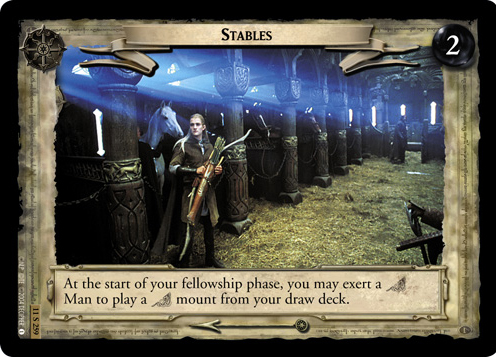 STABLES
2
At the start of your fellowship phase, you may exert a
Man to play a mount from your draw deck.
11 S 259